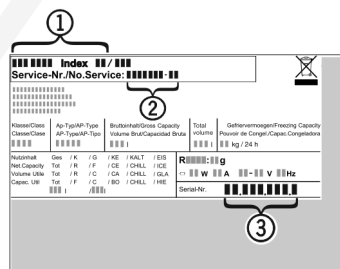 1
Index /
Service-Nr./No.Service: -
2
Klasse/Class Ap-Typ/AP-Type Bruttoinhalt/Gross Capacity Total Gefriervermoegen/Freezing Capacity
Classe/Clase AP-Type/AP-Tipo Volume Brut/Capacidad Bruta volume Pouvoir de Congel./Capac.Congeladora
l l kg / 24 h
Nutzinhalt Ges / K / G / KE / KALT / EIS R : g
Net.Capacity Tot / R / F / CE / CHILL / ICE
Volume Utile Tot / R / C / CA / CHILL / GLA W A - V Hz
Capac. Util Tot / F / C / BO / CHILL / HIE
l / l Serial-Nr. . . .
3